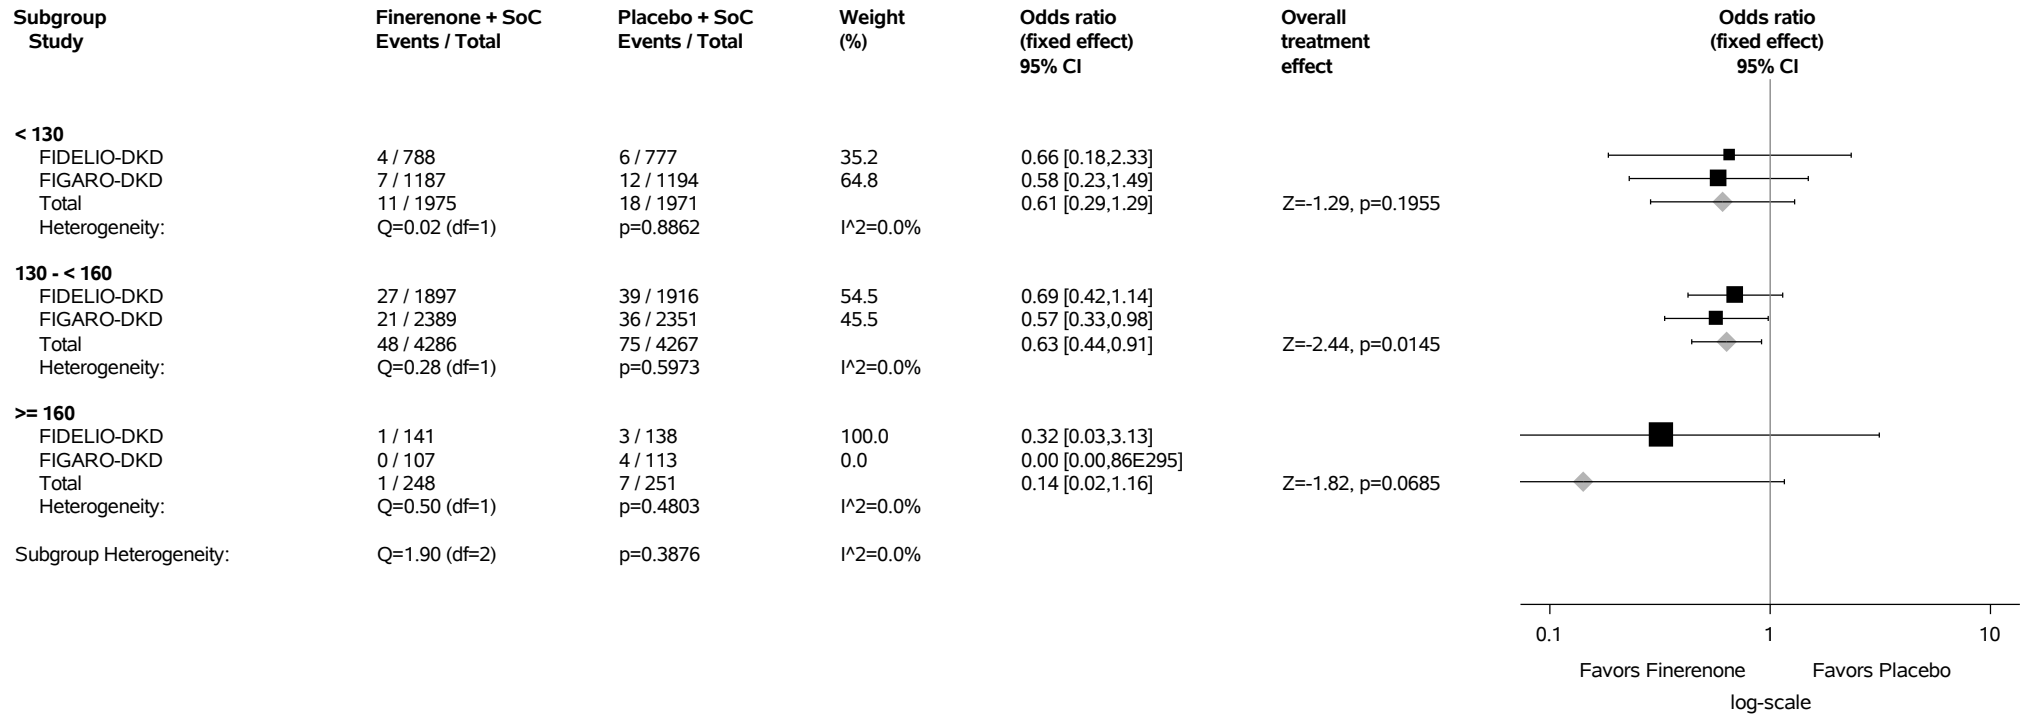 Subgroup Finerenone + SoC Placebo + SoC Weight Odds ratio Overall Odds ratio
Study Events / Total Events / Total (%) (fixed effect) treatment (fixed effect)
95% CI effect 95% CI
< 130
FIDELIO-DKD 4 / 788 6 / 777 35.2 0.66 [0.18,2.33]
FIGARO-DKD 7 / 1187 12 / 1194 64.8 0.58 [0.23,1.49]
Total 11 / 1975 18 / 1971 0.61 [0.29,1.29] Z=-1.29, p=0.1955
Heterogeneity: Q=0.02 (df=1) p=0.8862 I^2=0.0%
130 - < 160
FIDELIO-DKD 27 / 1897 39 / 1916 54.5 0.69 [0.42,1.14]
FIGARO-DKD 21 / 2389 36 / 2351 45.5 0.57 [0.33,0.98]
Total 48 / 4286 75 / 4267 0.63 [0.44,0.91] Z=-2.44, p=0.0145
Heterogeneity: Q=0.28 (df=1) p=0.5973 I^2=0.0%
>= 160
FIDELIO-DKD 1 / 141 3 / 138 100.0 0.32 [0.03,3.13]
FIGARO-DKD 0 / 107 4 / 113 0.0 0.00 [0.00,86E295]
Total 1 / 248 7 / 251 0.14 [0.02,1.16] Z=-1.82, p=0.0685
Heterogeneity: Q=0.50 (df=1) p=0.4803 I^2=0.0%
Subgroup Heterogeneity: Q=1.90 (df=2) p=0.3876 I^2=0.0%
0.1 1 10
Favors Finerenone Favors Placebo
log-scale